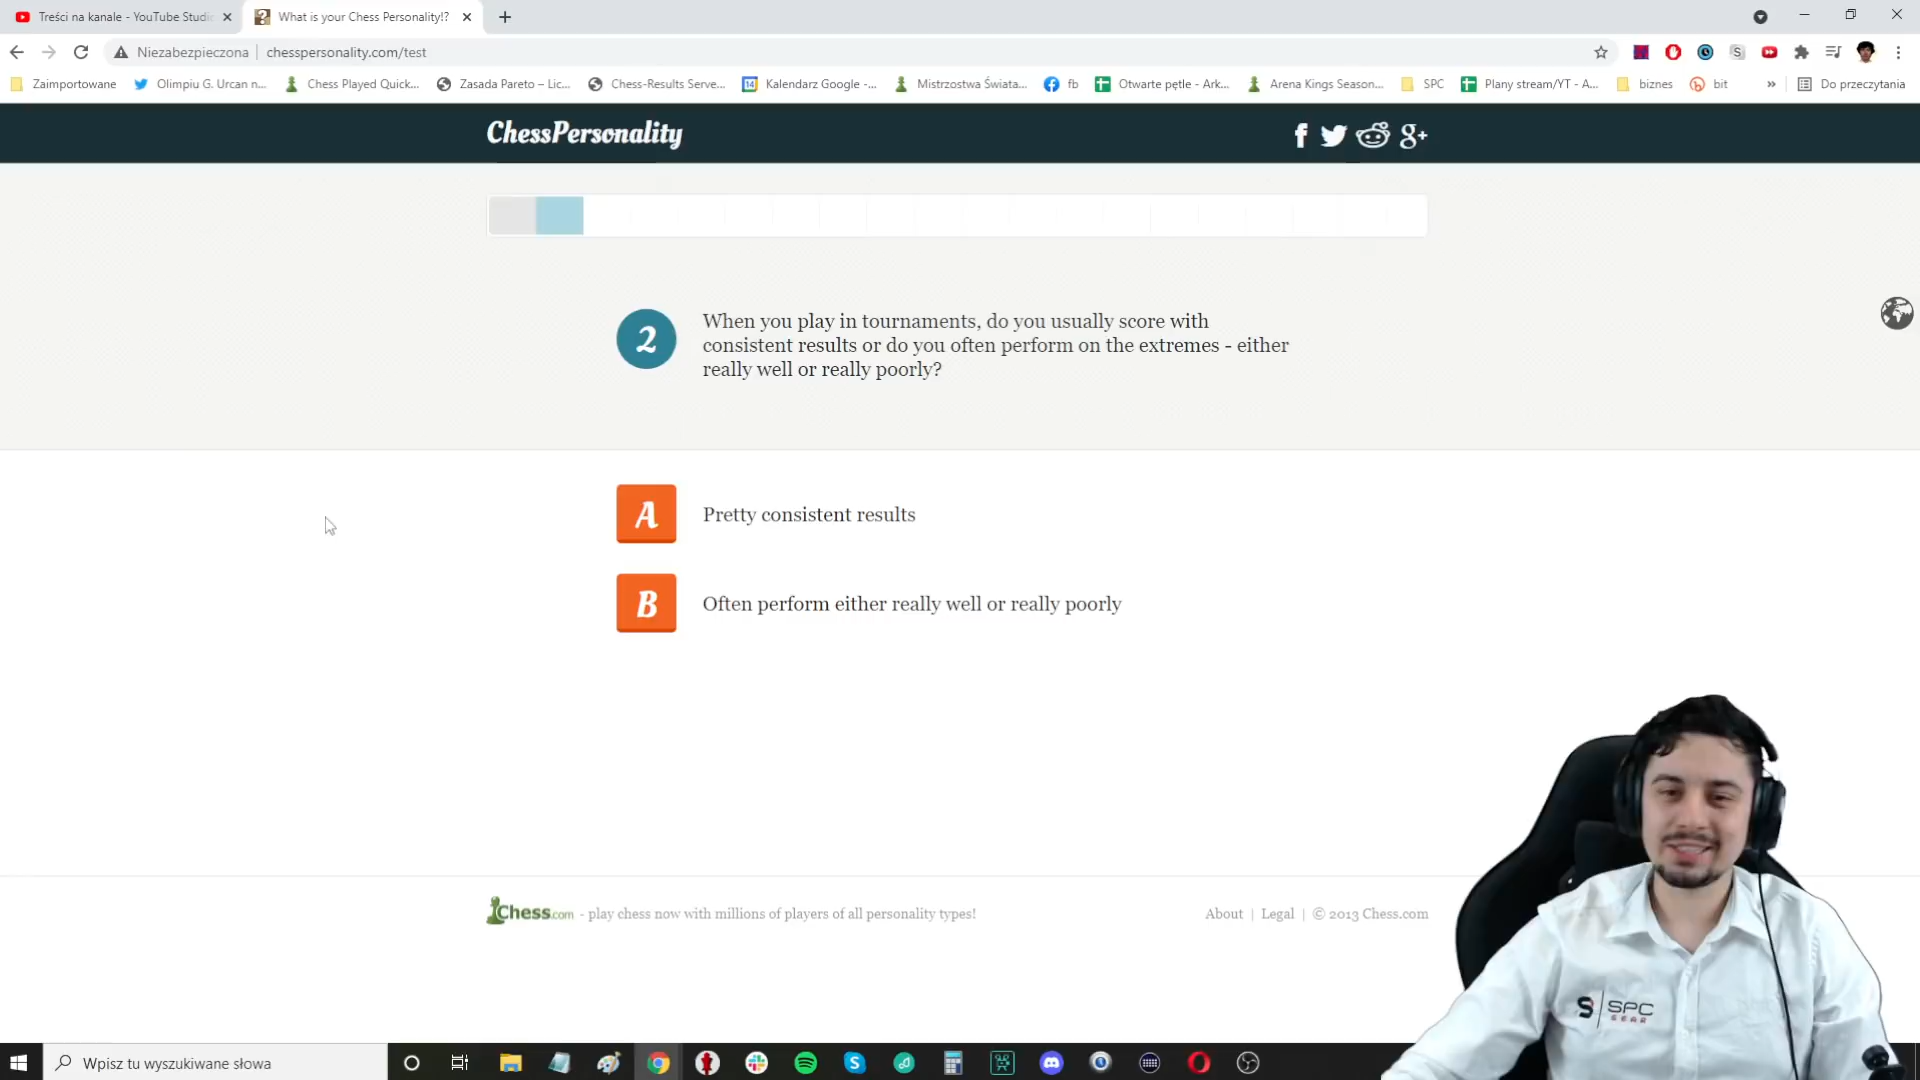 Treści na kanale - YouTube Studio
What is your Chess Personality!?
Niezabezpieczona
chesspersonality.com/test
Zaimportowane
Olimpiu G. Urcan n...
Chess Played Quick...
Zasada Pareto – Lic...
Chess-Results Serve...
14
Kalendarz Google -...
Mistrzostwa Świata...
fb
Otwarte pętle - Ark...
Arena Kings Season...
SPC
Plany stream/YT - A...
biznes
bit
»
Do przeczytania
ChessPersonality
2
When you play in tournaments, do you usually score with
consistent results or do you often perform on the extremes - either
really well or really poorly?
A
Pretty consistent results
B
Often perform either really well or really poorly
Chess.com - play chess now with millions of players of all personality types!
About | Legal | © 2013 Chess.com
S | SPC
GEAR
Wpisz tu wyszukiwane słowa